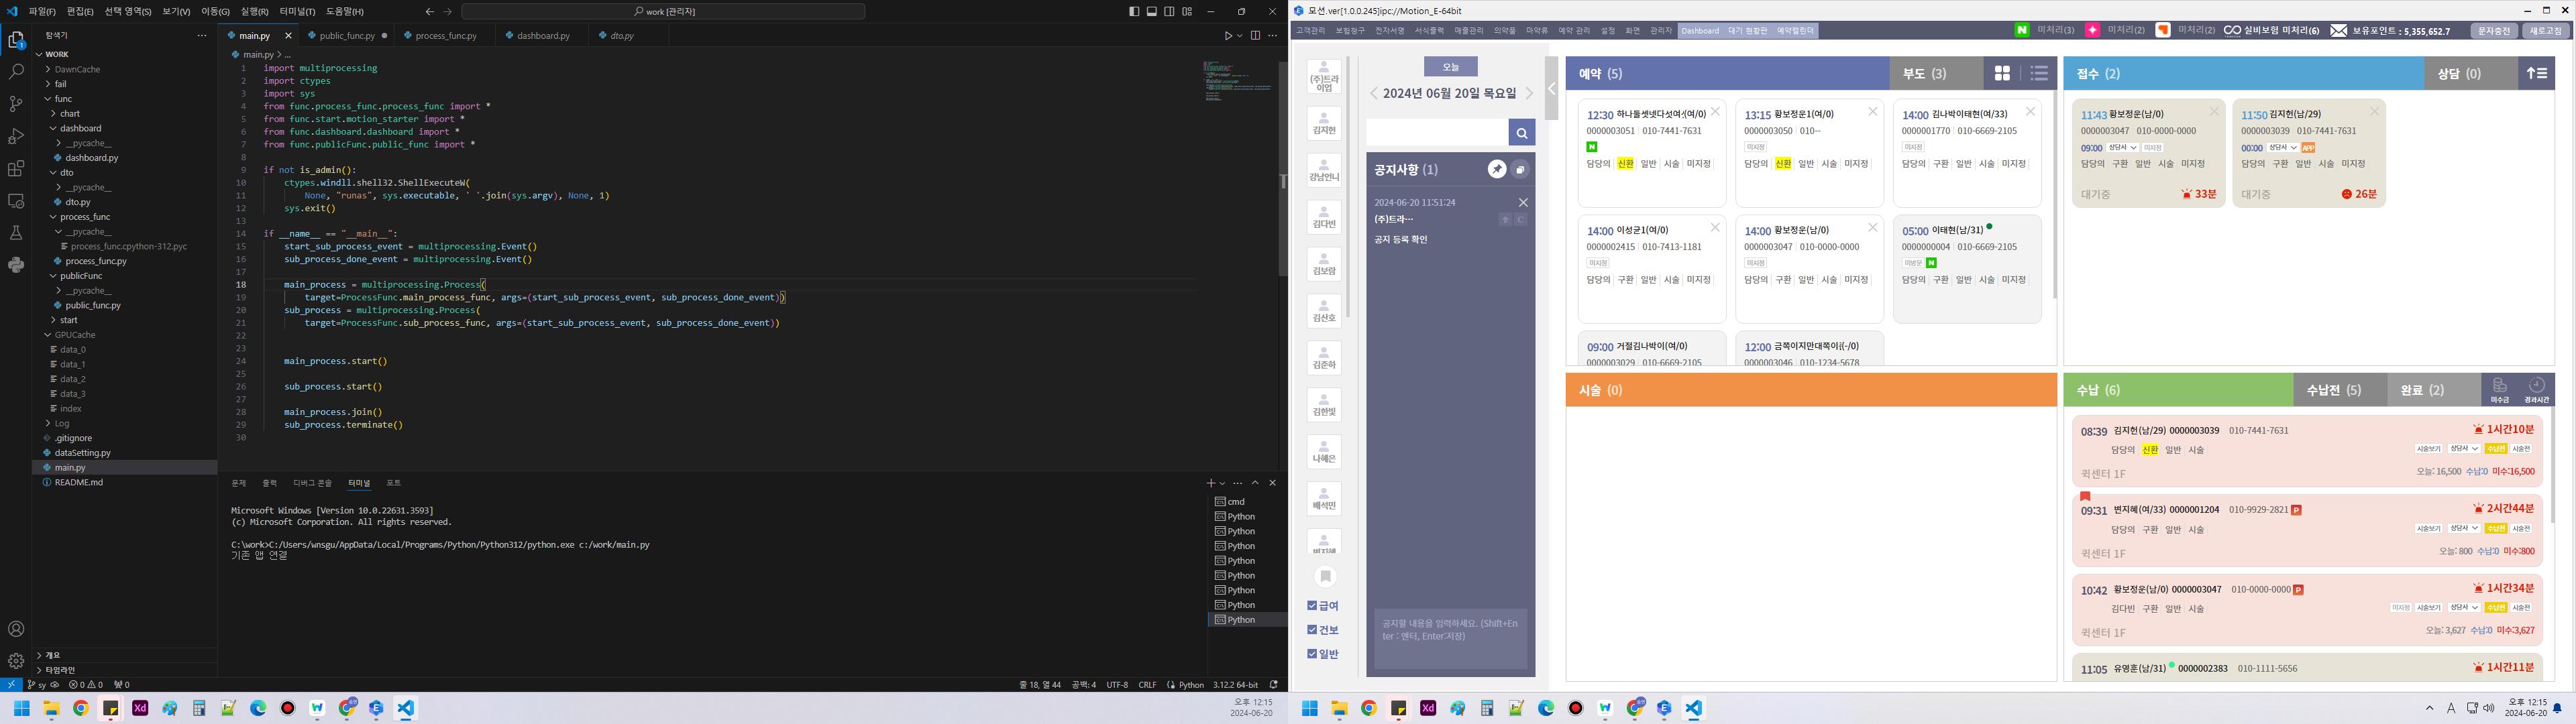 파일(F) 편집(E) 선택 영역(S) 보기(V) 이동(G) 실행(R) 터미널(T) 도움말(H)
work [관리자]
탐색기
WORK
DawnCache
fail
func
chart
dashboard
__pycache__
dashboard.py
dto
__pycache__
dto.py
process_func
__pycache__
process_func.cpython-312.pyc
process_func.py
publicFunc
__pycache__
public_func.py
start
GPUCache
data_0
data_1
data_2
data_3
index
Log
.gitignore
dataSetting.py
main.py
README.md
개요
타임라인
main.py public_func.py process_func.py dashboard.py dto.py
main.py > ...
1 import multiprocessing
2 import ctypes
3 import sys
4 from func.process_func.process_func import *
5 from func.start.motion_starter import *
6 from func.dashboard.dashboard import *
7 from func.publicFunc.public_func import *
8
9 if not is_admin():
10 ctypes.windll.shell32.ShellExecuteW(
11 None, "runas", sys.executable, ' '.join(sys.argv), None, 1)
12 sys.exit()
13
14 if __name__ == "__main__":
15 start_sub_process_event = multiprocessing.Event()
16 sub_process_done_event = multiprocessing.Event()
17
18 main_process = multiprocessing.Process(
19 target=ProcessFunc.main_process_func, args=(start_sub_process_event, sub_process_done_event))
20 sub_process = multiprocessing.Process(
21 target=ProcessFunc.sub_process_func, args=(start_sub_process_event, sub_process_done_event))
22
23
24 main_process.start()
25
26 sub_process.start()
27
28 main_process.join()
29 sub_process.terminate()
30
문제 출력 디버그 콘솔 터미널 포트
Microsoft Windows [Version 10.0.22631.3593]
(c) Microsoft Corporation. All rights reserved.
C:\work>C:/Users/wnsgu/AppData/Local/Programs/Python/Python312/python.exe c:/work/main.py
기존 앱 연결
cmd
Python
Python
Python
Python
Python
Python
Python
Python
sy 0 0 0
줄 18, 열 44 공백: 4 UTF-8 CRLF Python 3.12.2 64-bit
오후 12:15
2024-06-20
모션.ver[1.0.0.245]ipc://Motion_E-64bit
고객관리 보험청구 전자서명 서식출력 매출관리 의약품 마약류 예약 관리 설정 화면 관리자 Dashboard 대기 현황판 예약캘린더
미처리(3) 미처리(2) 미처리(2) 실비보험 미처리(6) 보유포인트 : 5,355,652.7 문자충전 새로고침
(주)트라이업
김지헌
강남언니
김다빈
김보람
김산호
김준하
김한빛
나혜은
배석민
급여
건보
일반
오늘
2024년 06월 20일 목요일
공지사항 (1)
2024-06-20 11:51:24
(주)트라…
공지 등록 확인
공지할 내용을 입력하세요. (Shift+Enter : 엔터, Enter:저장)
예약 (5) 부도 (3)
12:30 하나둘셋넷다섯여섯(여/0)
0000003051 010-7441-7631
N
담당의 신환 일반 시술 미지정
13:15 황보정운1(여/0)
0000003050 010--
미지정
담당의 신환 일반 시술 미지정
14:00 김나박이태현(여/33)
0000001770 010-6669-2105
미지정
담당의 구환 일반 시술 미지정
14:00 이성균1(여/0)
0000002415 010-7413-1181
미지정
담당의 구환 일반 시술 미지정
14:00 황보정운(남/0)
0000003047 010-0000-0000
미지정
담당의 구환 일반 시술 미지정
05:00 이태현(남/31)
0000000004 010-6669-2105
미방문 N
담당의 구환 일반 시술 미지정
09:00 거절김나박이(여/0)
0000003029 010-6669-2105
12:00 금쪽이지만대쪽이김(-/0)
0000003046 010-1234-5678
접수 (2) 상담 (0)
11:43 황보정운(남/0)
0000003047 010-0000-0000
09:00 상담사 미지정
담당의 구환 일반 시술 미지정
대기중 33분
11:50 김지헌(남/29)
0000003039 010-7441-7631
00:00 상담사 APP
담당의 구환 일반 시술 미지정
대기중 26분
시술 (0)
수납 (6) 수납전 (5) 완료 (2) 미수금 경과시간
08:39 김지헌(남/29) 0000003039 010-7441-7631 1시간10분
담당의 신환 일반 시술 시술보기 상담사 수납전 시술전
퀵센터 1F 오늘: 16,500 수납:0 미수:16,500
09:31 변지혜(여/33) 0000001204 010-9929-2821 P 2시간44분
담당의 구환 일반 시술 시술보기 상담사 수납전 시술전
퀵센터 1F 오늘: 800 수납:0 미수:800
10:42 황보정운(남/0) 0000003047 010-0000-0000 P 1시간34분
김다빈 구환 일반 시술 미지정 시술보기 상담사 수납전 시술전
퀵센터 1F 오늘: 3,627 수납:0 미수:3,627
11:05 유영훈(남/31) 0000002383 010-1111-5656 1시간11분
오후 12:15
2024-06-20